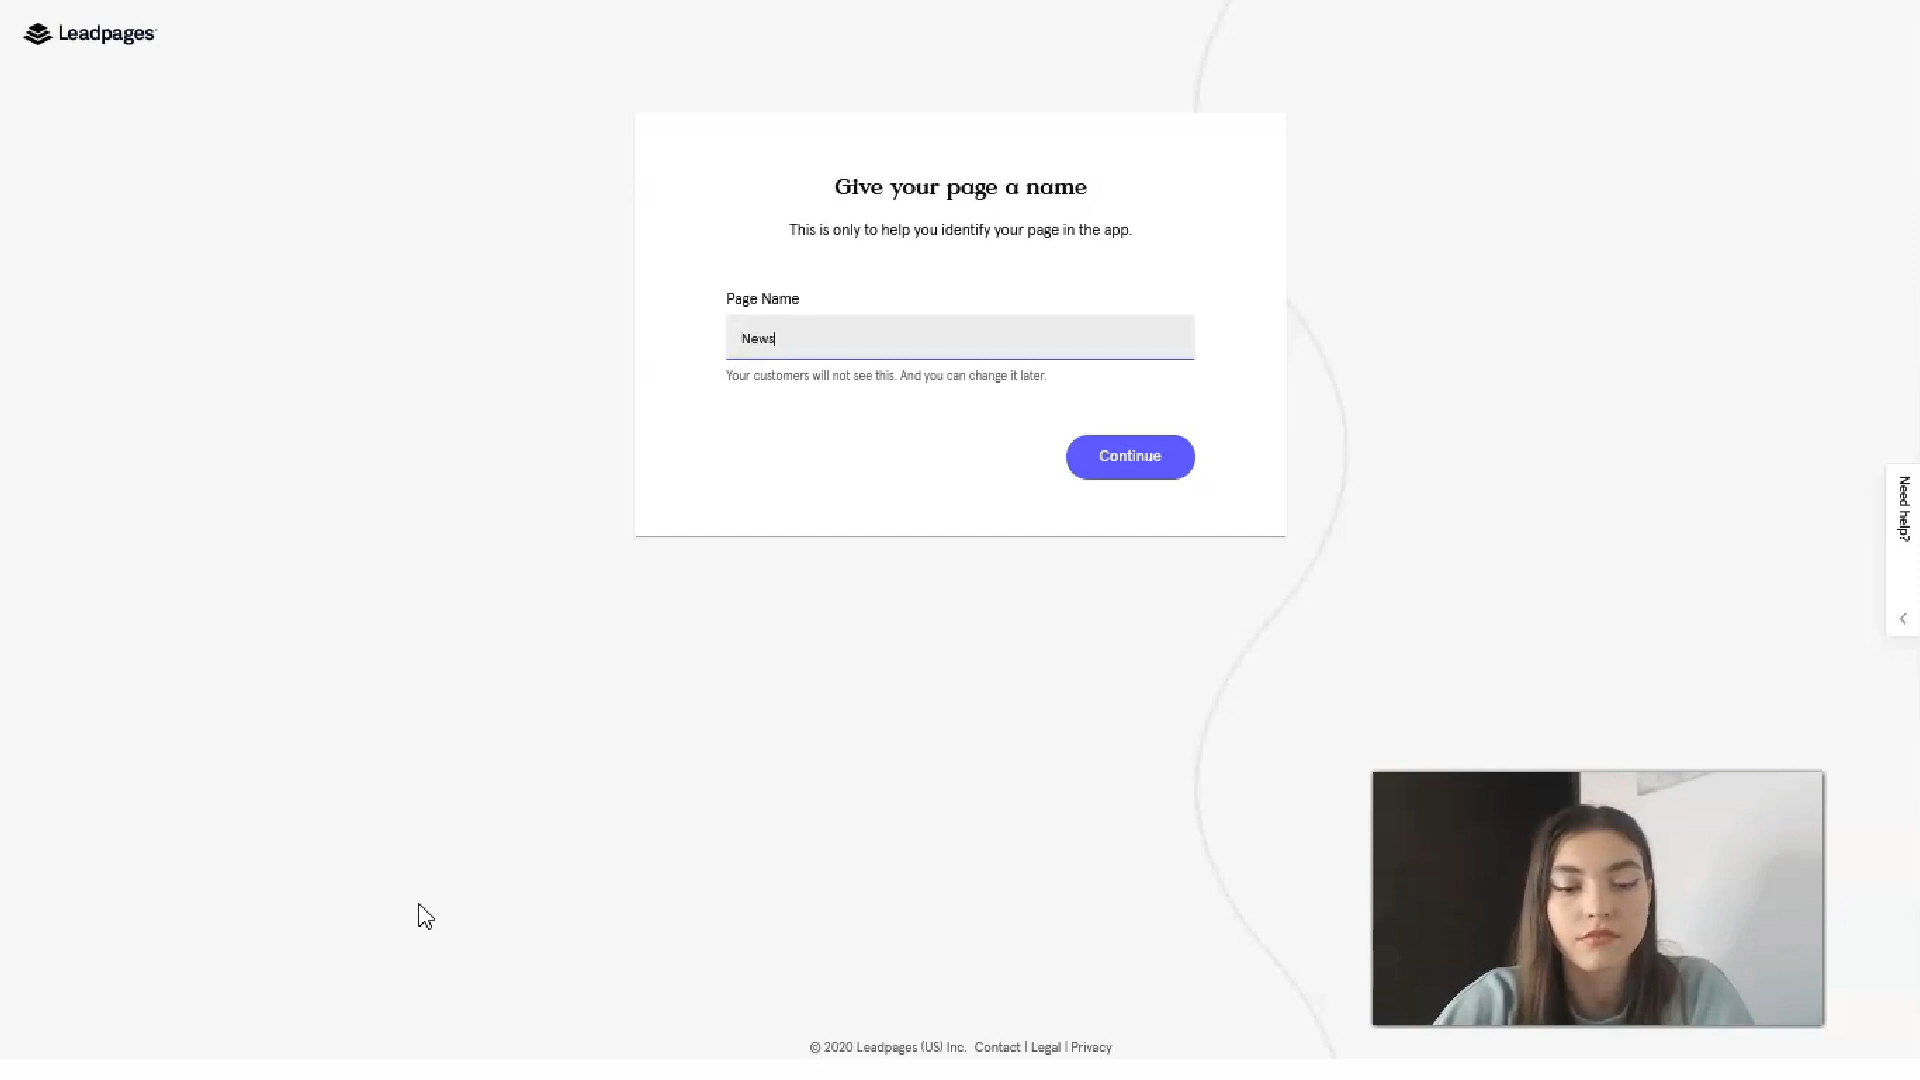 Leadpages
Give your page a name
This is only to help you identify your page in the app.
Page Name
News
Your customers will not see this. And you can change it later.
Continue
Need help?
© 2020 Leadpages (US) Inc. Contact | Legal | Privacy